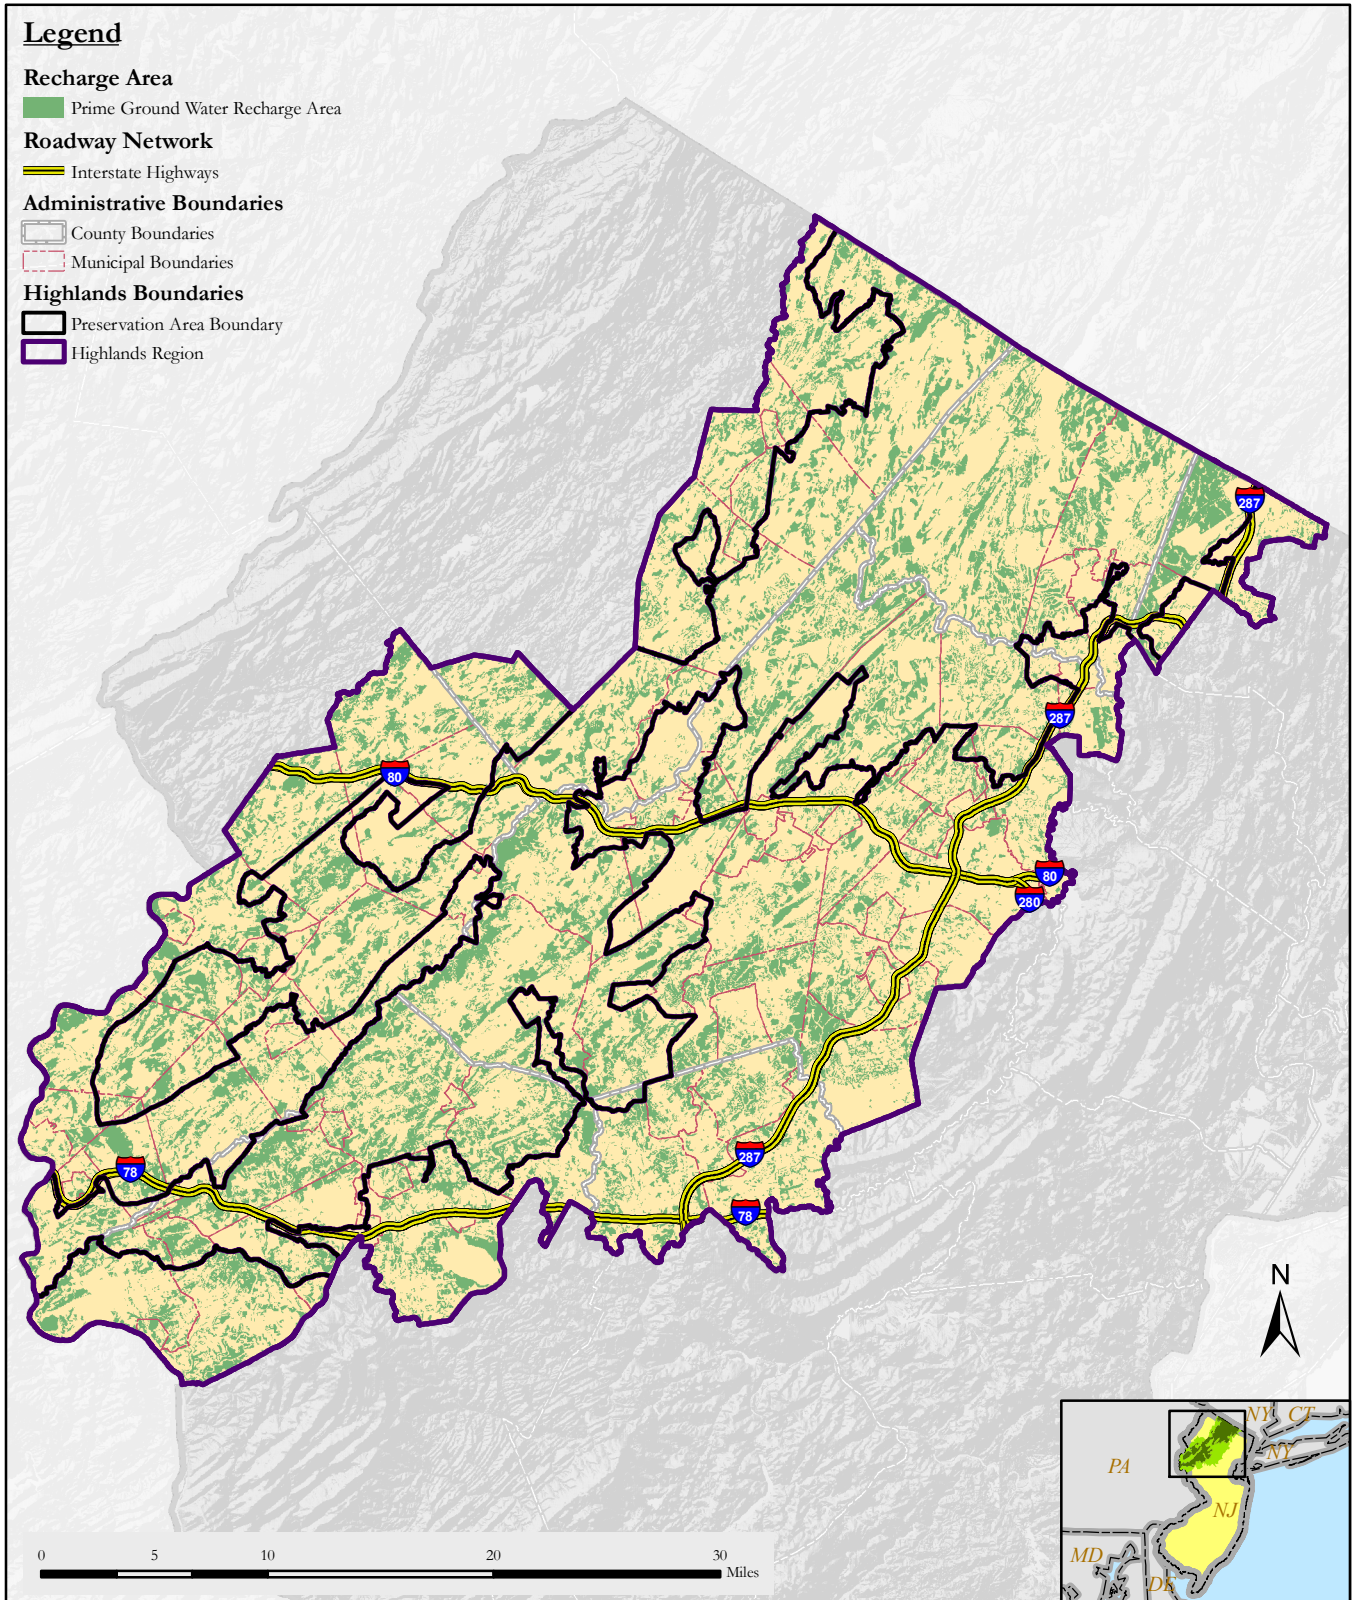 Legend
Recharge Area
Prime Ground Water Recharge Area
Roadway Network
Interstate Highways
Administrative Boundaries
County Boundaries
Municipal Boundaries
Highlands Boundaries
Preservation Area Boundary
Highlands Region
287
287
80
80
280
287
78
78
N
NY CT
PA
NY
NJ
MD
DE
0 5 10 20 30
Miles